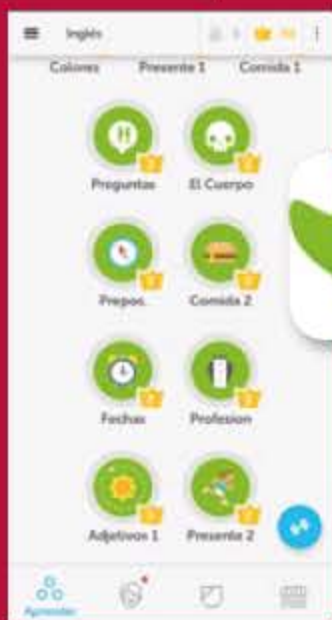 Inglés
Colores Presente 1 Comida 1
Preguntas El Cuerpo
Prepos. Comida 2
Fechas Profesion
Adjetivos 1 Presente 2
Aprender